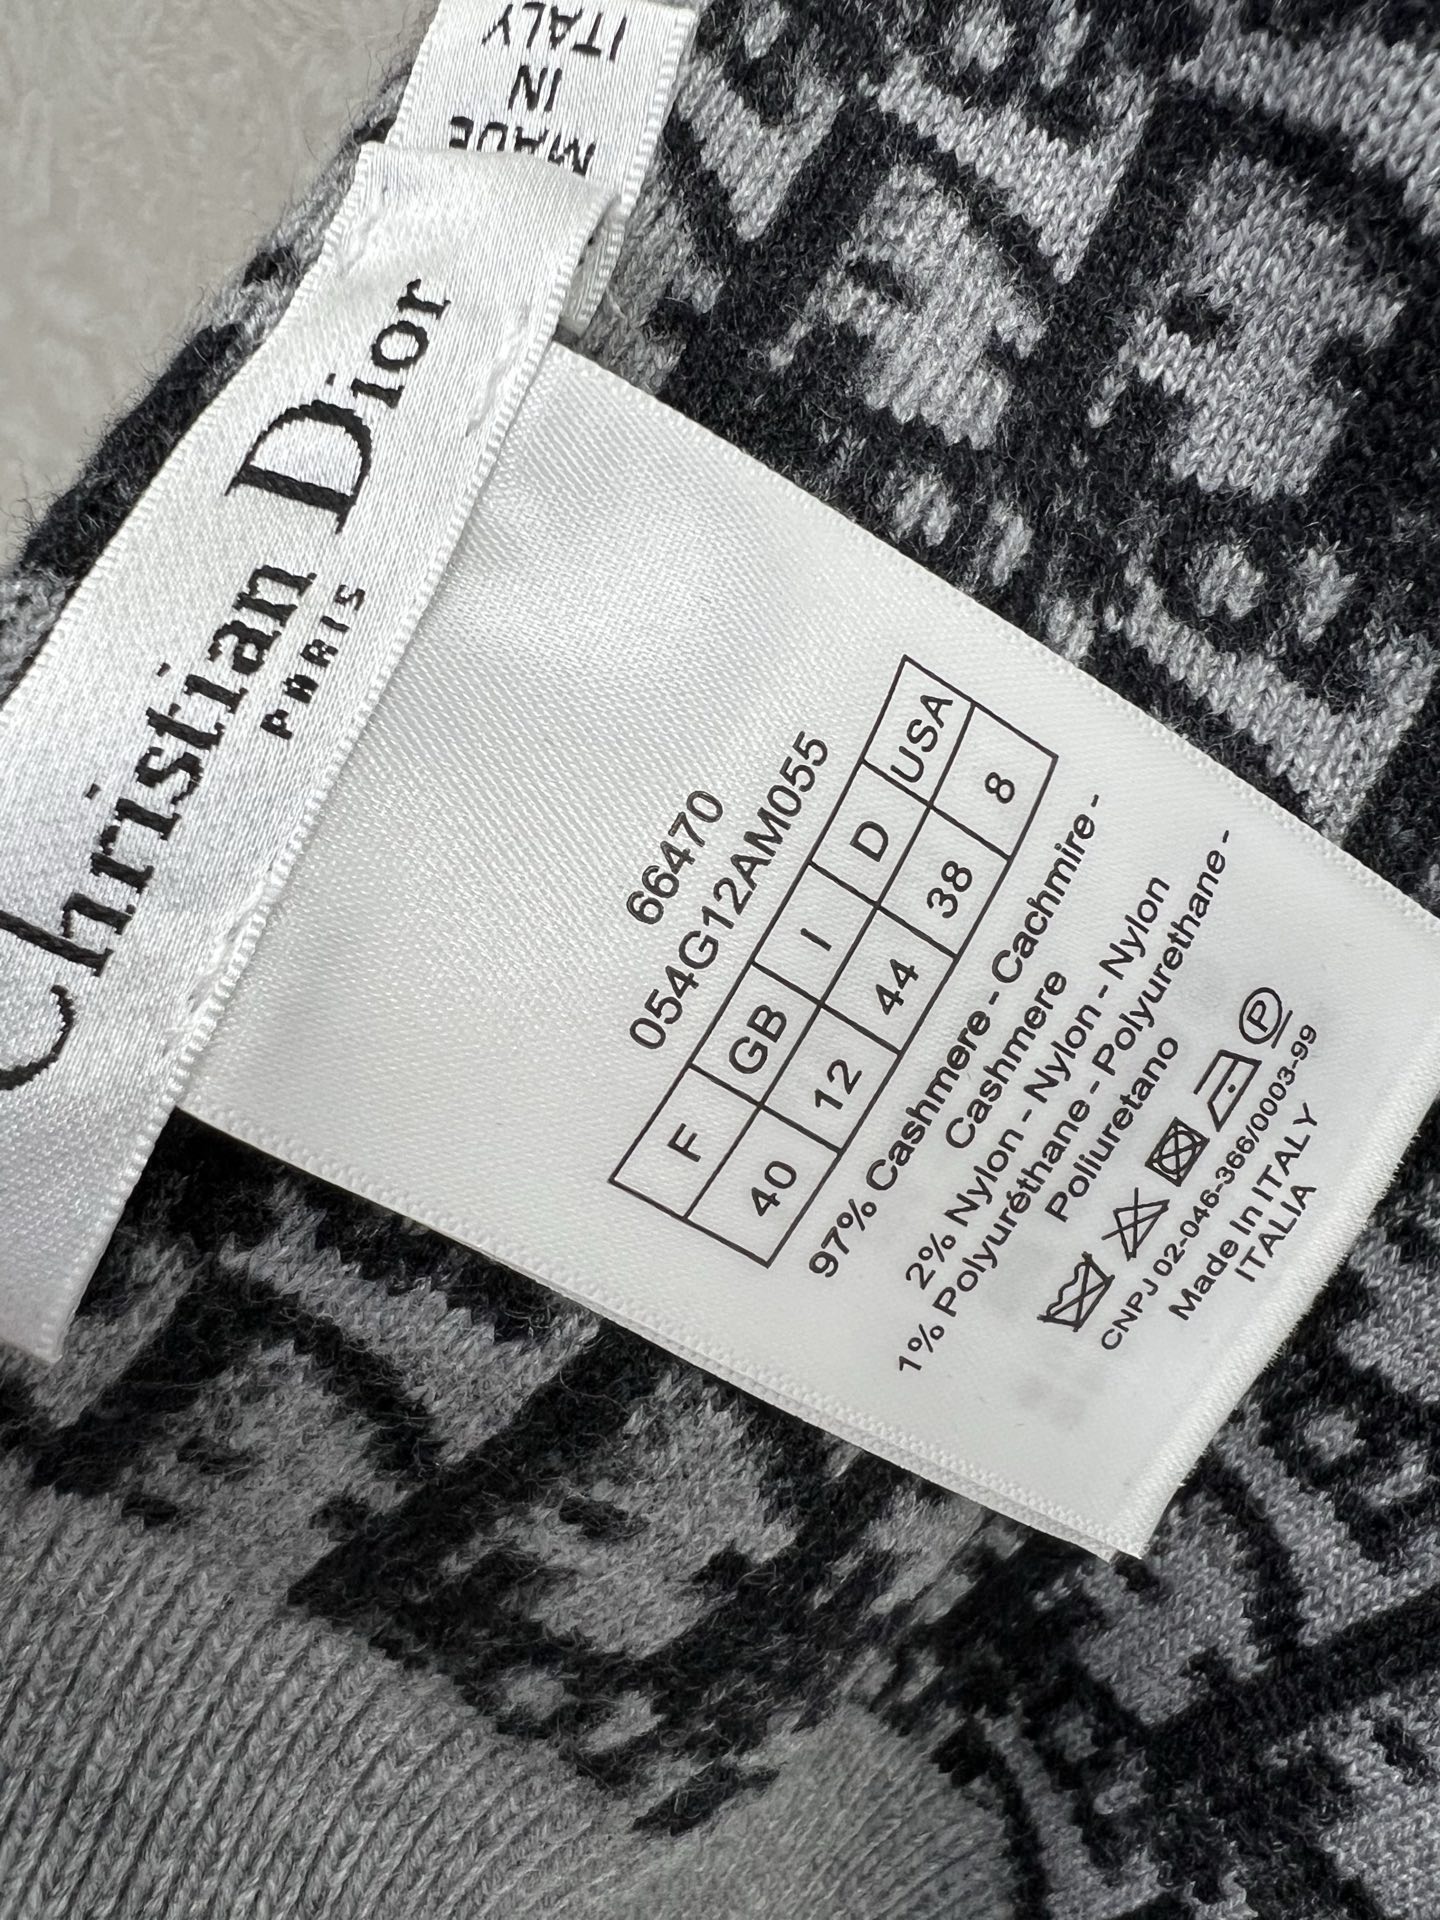 MADE
IN
ITALY
Christian Dior
PARIS
66470
054G12AM055
F GB I D USA
40 12 44 38 8
97% Cashmere - Cachmire -
Cashmere
2% Nylon - Nylon - Nylon
1% Polyuréthane - Polyurethane -
Poliuretano
P
CNPJ 02-046-366/0003-99
Made In ITALY
ITALIA